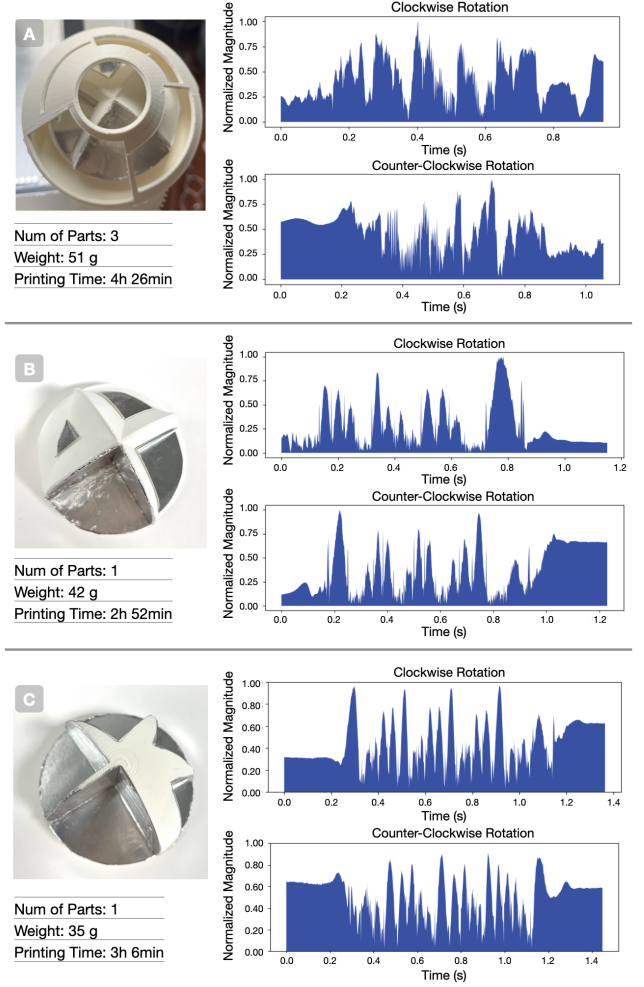 A
Num of Parts: 3
Weight: 51 g
Printing Time: 4h 26min
Clockwise Rotation
Normalized Magnitude
1.00
0.75
0.50
0.25
0.00
0.0 0.2 0.4 0.6 0.8
Time (s)
Counter-Clockwise Rotation
Normalized Magnitude
1.00
0.75
0.50
0.25
0.00
0.0 0.2 0.4 0.6 0.8 1.0
Time (s)
B
Num of Parts: 1
Weight: 42 g
Printing Time: 2h 52min
Clockwise Rotation
Normalized Magnitude
1.00
0.75
0.50
0.25
0.00
0.0 0.2 0.4 0.6 0.8 1.0 1.2
Time (s)
Counter-Clockwise Rotation
Normalized Magnitude
1.00
0.75
0.50
0.25
0.00
0.0 0.2 0.4 0.6 0.8 1.0 1.2
Time (s)
C
Num of Parts: 1
Weight: 35 g
Printing Time: 3h 6min
Clockwise Rotation
Normalized Magnitude
1.00
0.80
0.60
0.40
0.20
0.00
0.0 0.2 0.4 0.6 0.8 1.0 1.2 1.4
Time (s)
Counter-Clockwise Rotation
Normalized Magnitude
1.00
0.80
0.60
0.40
0.20
0.00
0.0 0.2 0.4 0.6 0.8 1.0 1.2 1.4
Time (s)